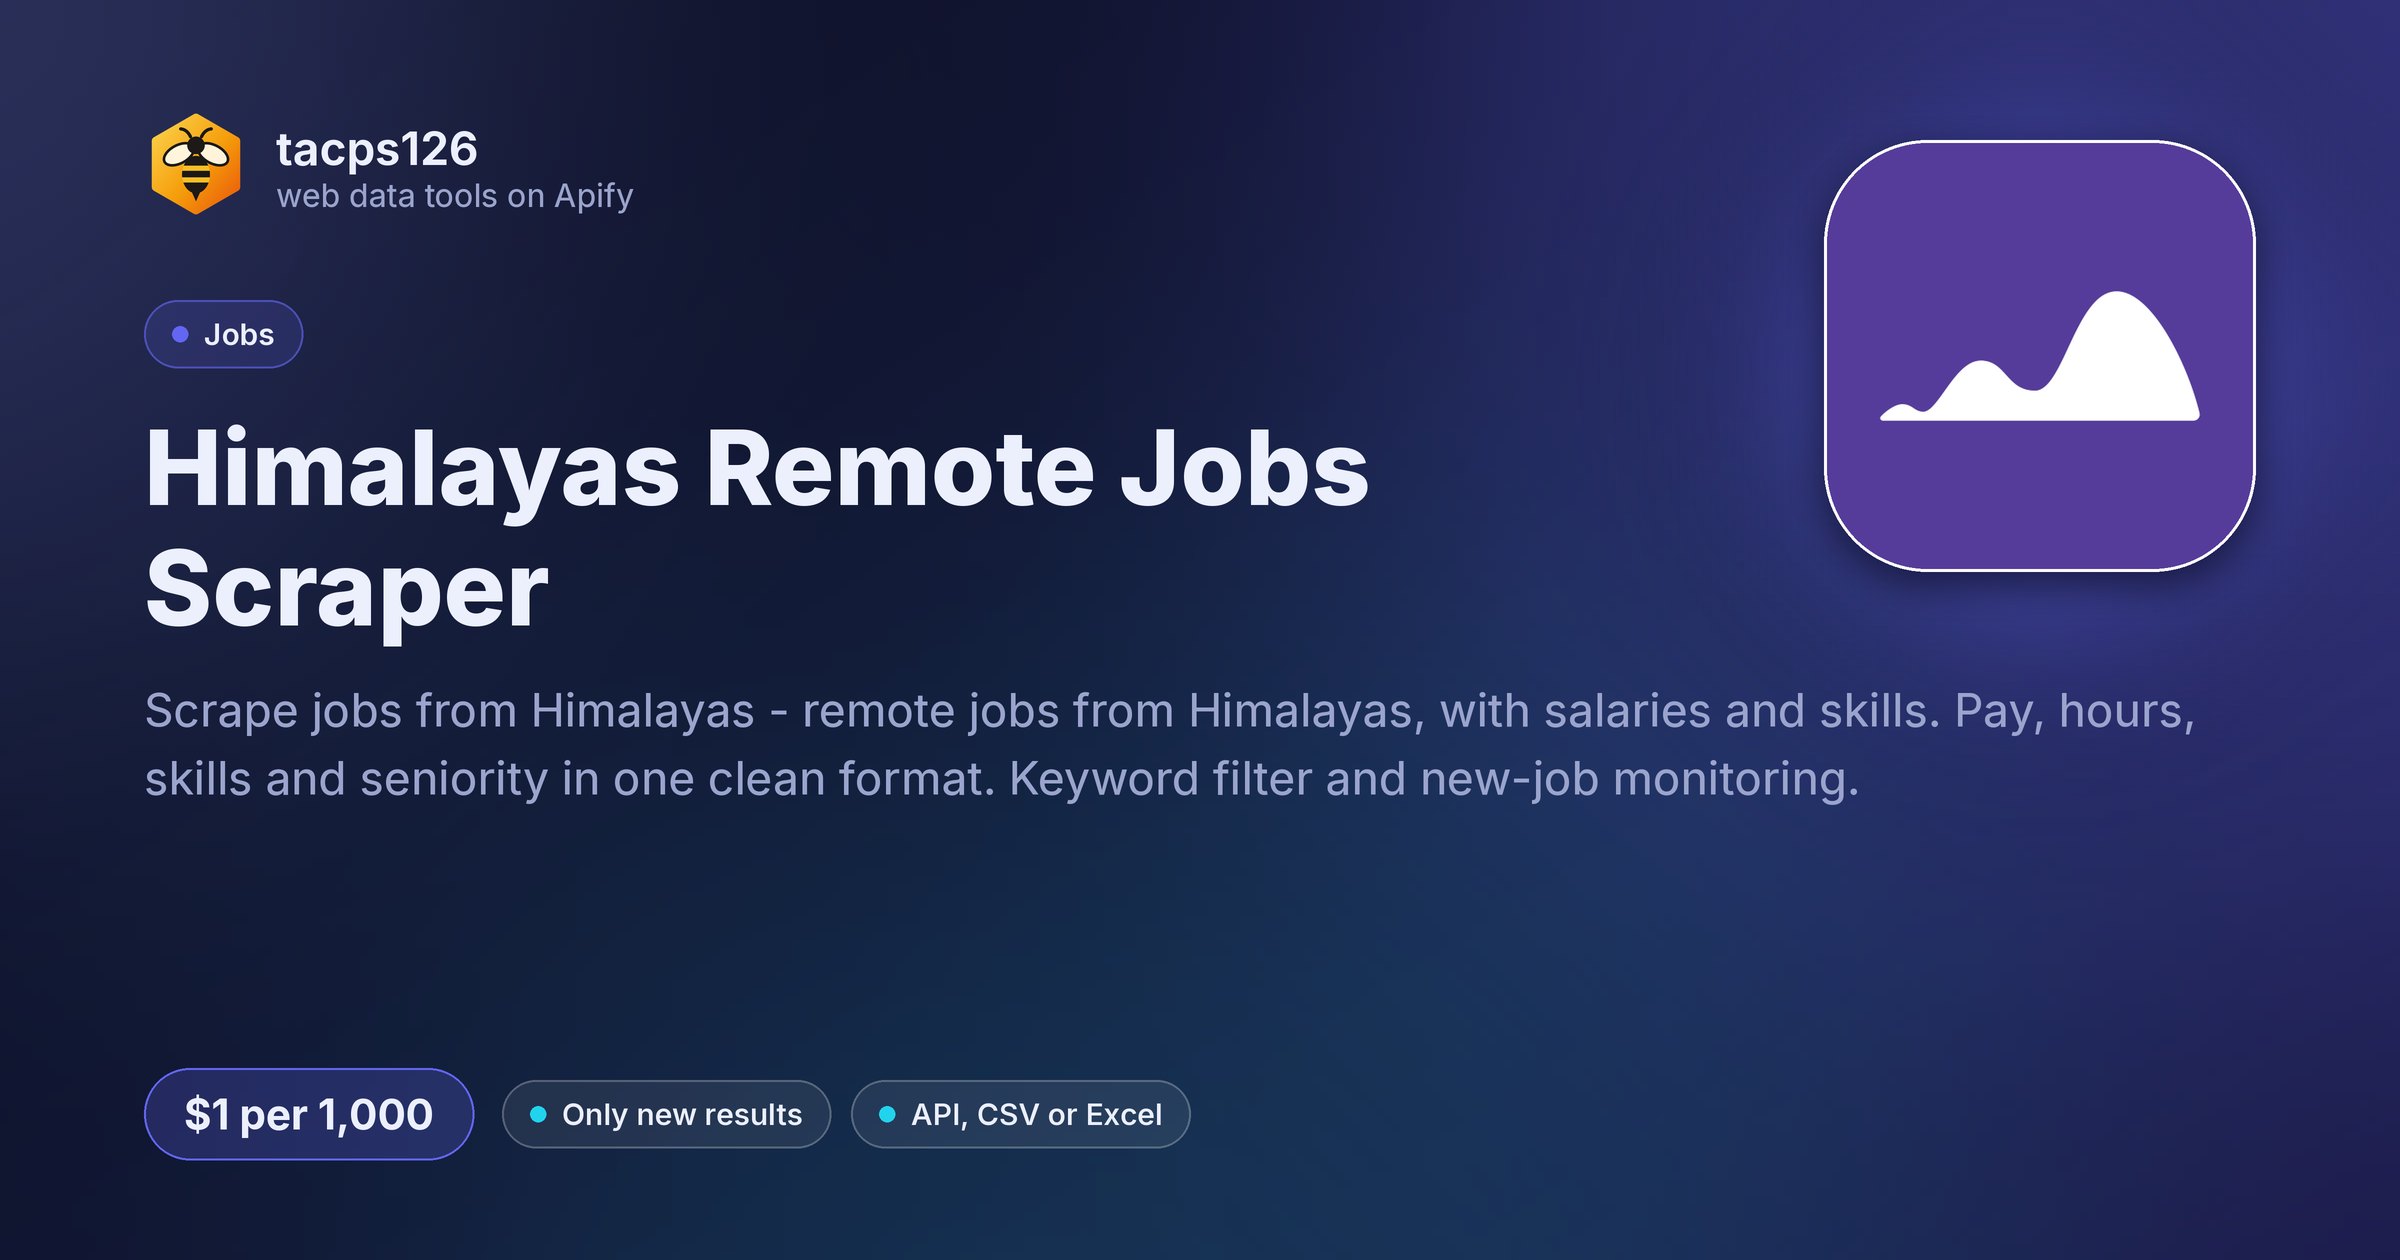 tacps126
web data tools on Apify
Jobs
Himalayas Remote Jobs
Scraper
Scrape jobs from Himalayas - remote jobs from Himalayas, with salaries and skills. Pay, hours,
skills and seniority in one clean format. Keyword filter and new-job monitoring.
$1 per 1,000
Only new results
API, CSV or Excel